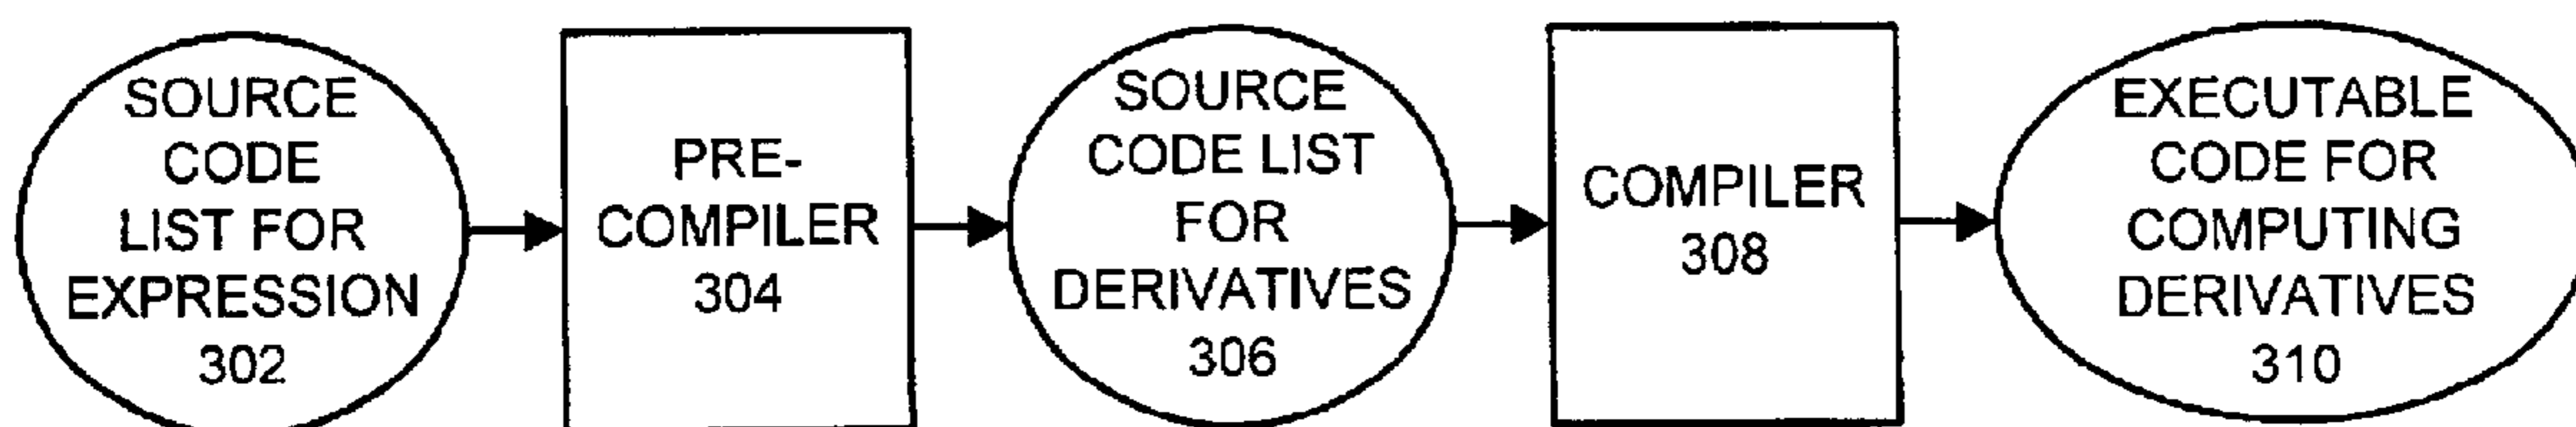 SOURCE
CODE
LIST FOR
EXPRESSION
302
PRE-
COMPILER
304
SOURCE
CODE LIST
FOR
DERIVATIVES
306
COMPILER
308
EXECUTABLE
CODE FOR
COMPUTING
DERIVATIVES
310